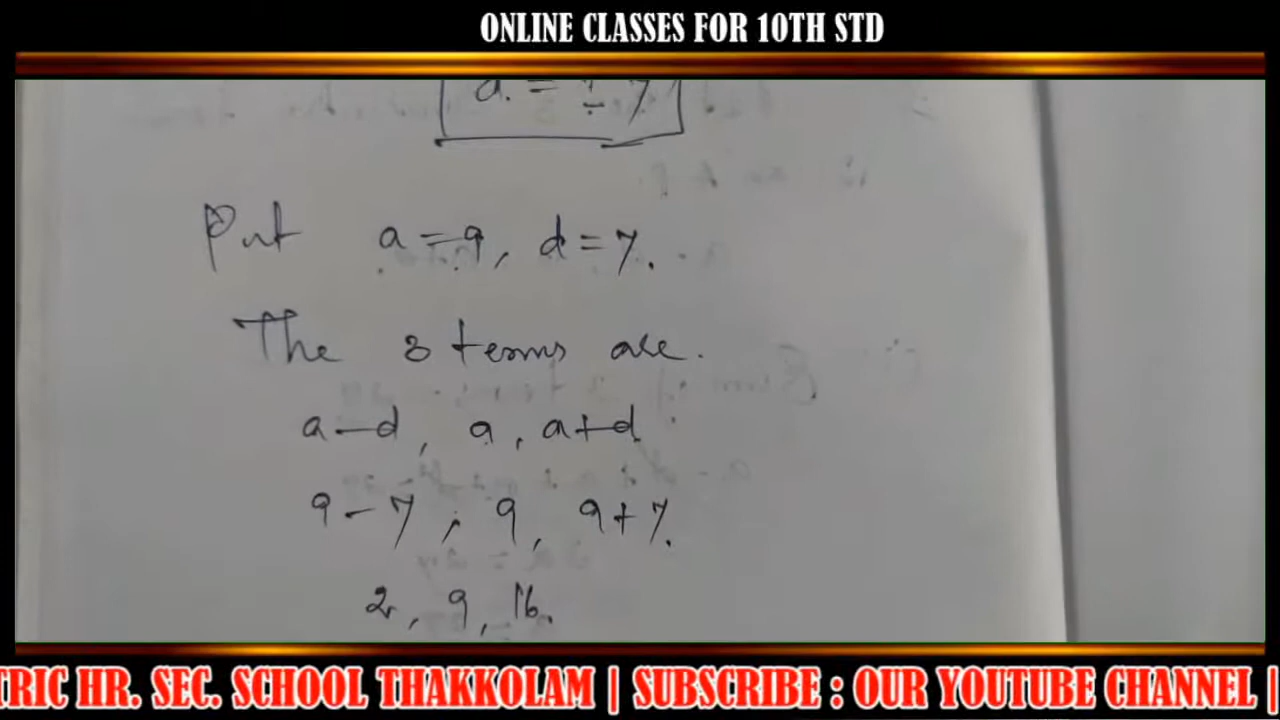 ONLINE CLASSES FOR 10TH STD
Put a = 9, d = 7.
The 3 terms are.
a - d, a, a + d
9 - 7, 9, 9 + 7.
2, 9, 16.
TRIC HR. SEC. SCHOOL THAKKOLAM | SUBSCRIBE : OUR YOUTUBE CHANNEL |